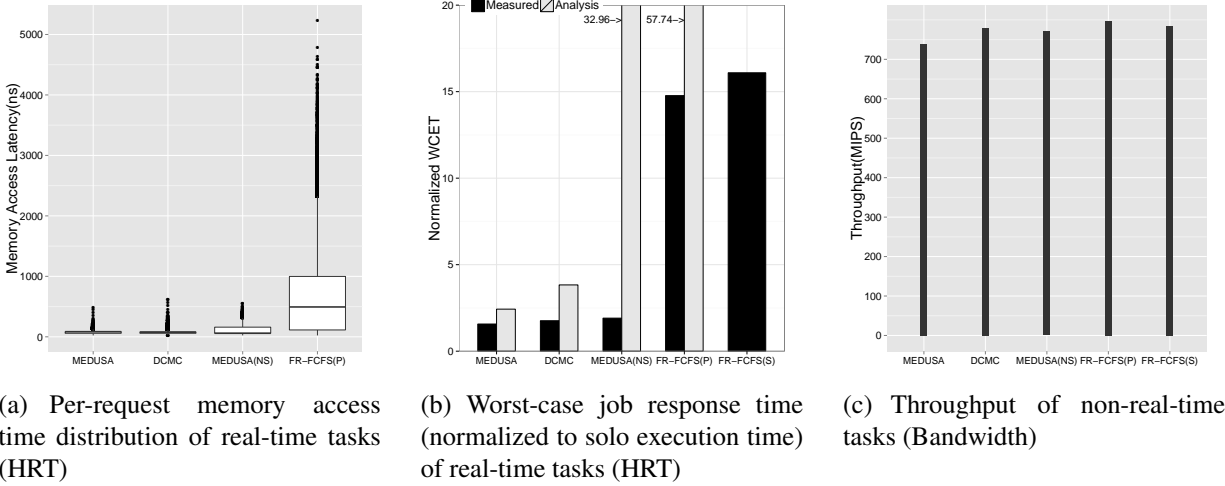 Memory Access Latency(ns)
5000
4000
3000
2000
1000
0
MEDUSA DCMC MEDUSA(NS) FR−FCFS(P)
Measured Analysis
Normalized WCET
20
15
10
5
0
32.96−> 57.74−>
MEDUSA DCMC MEDUSA(NS) FR−FCFS(P) FR−FCFS(S)
Throughput(MIPS)
700
600
500
400
300
200
100
0
MEDUSA DCMC MEDUSA(NS) FR−FCFS(P) FR−FCFS(S)
(a) Per-request memory access
time distribution of real-time tasks
(HRT)
(b) Worst-case job response time
(normalized to solo execution time)
of real-time tasks (HRT)
(c) Throughput of non-real-time
tasks (Bandwidth)